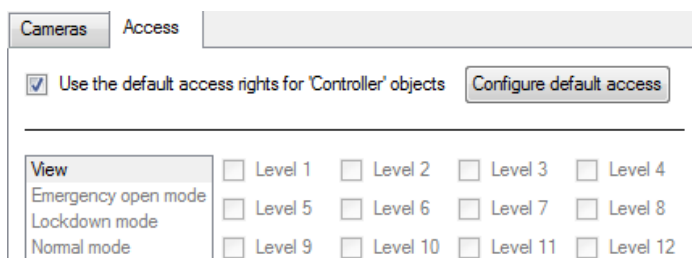 Cameras Access
Use the default access rights for 'Controller' objects Configure default access
View Level 1 Level 2 Level 3 Level 4
Emergency open mode
Lockdown mode Level 5 Level 6 Level 7 Level 8
Normal mode Level 9 Level 10 Level 11 Level 12